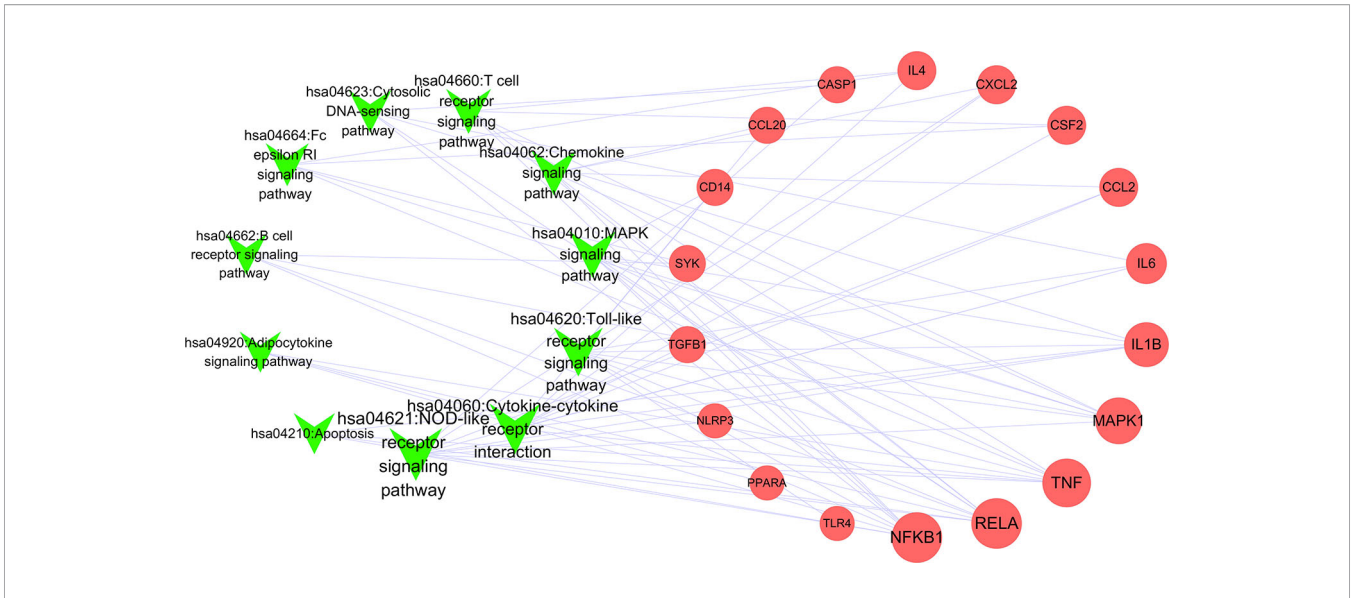 hsa04660:T cell
receptor
signaling
pathway
hsa04623:Cytosolic
DNA-sensing
pathway
hsa04664:Fc
epsilon RI
signaling
pathway
hsa04062:Chemokine
signaling
pathway
hsa04662:B cell
receptor signaling
pathway
hsa04010:MAPK
signaling
pathway
hsa04920:Adipocytokine
signaling pathway
hsa04620:Toll-like
receptor
signaling
pathway
hsa04210:Apoptosis
hsa04621:NOD-like
receptor
signaling
pathway
hsa04060:Cytokine-cytokine
receptor
interaction
IL4
CASP1
CXCL2
CCL20
CSF2
CD14
CCL2
SYK
IL6
TGFB1
IL1B
NLRP3
MAPK1
PPARA
TNF
TLR4
NFKB1
RELA